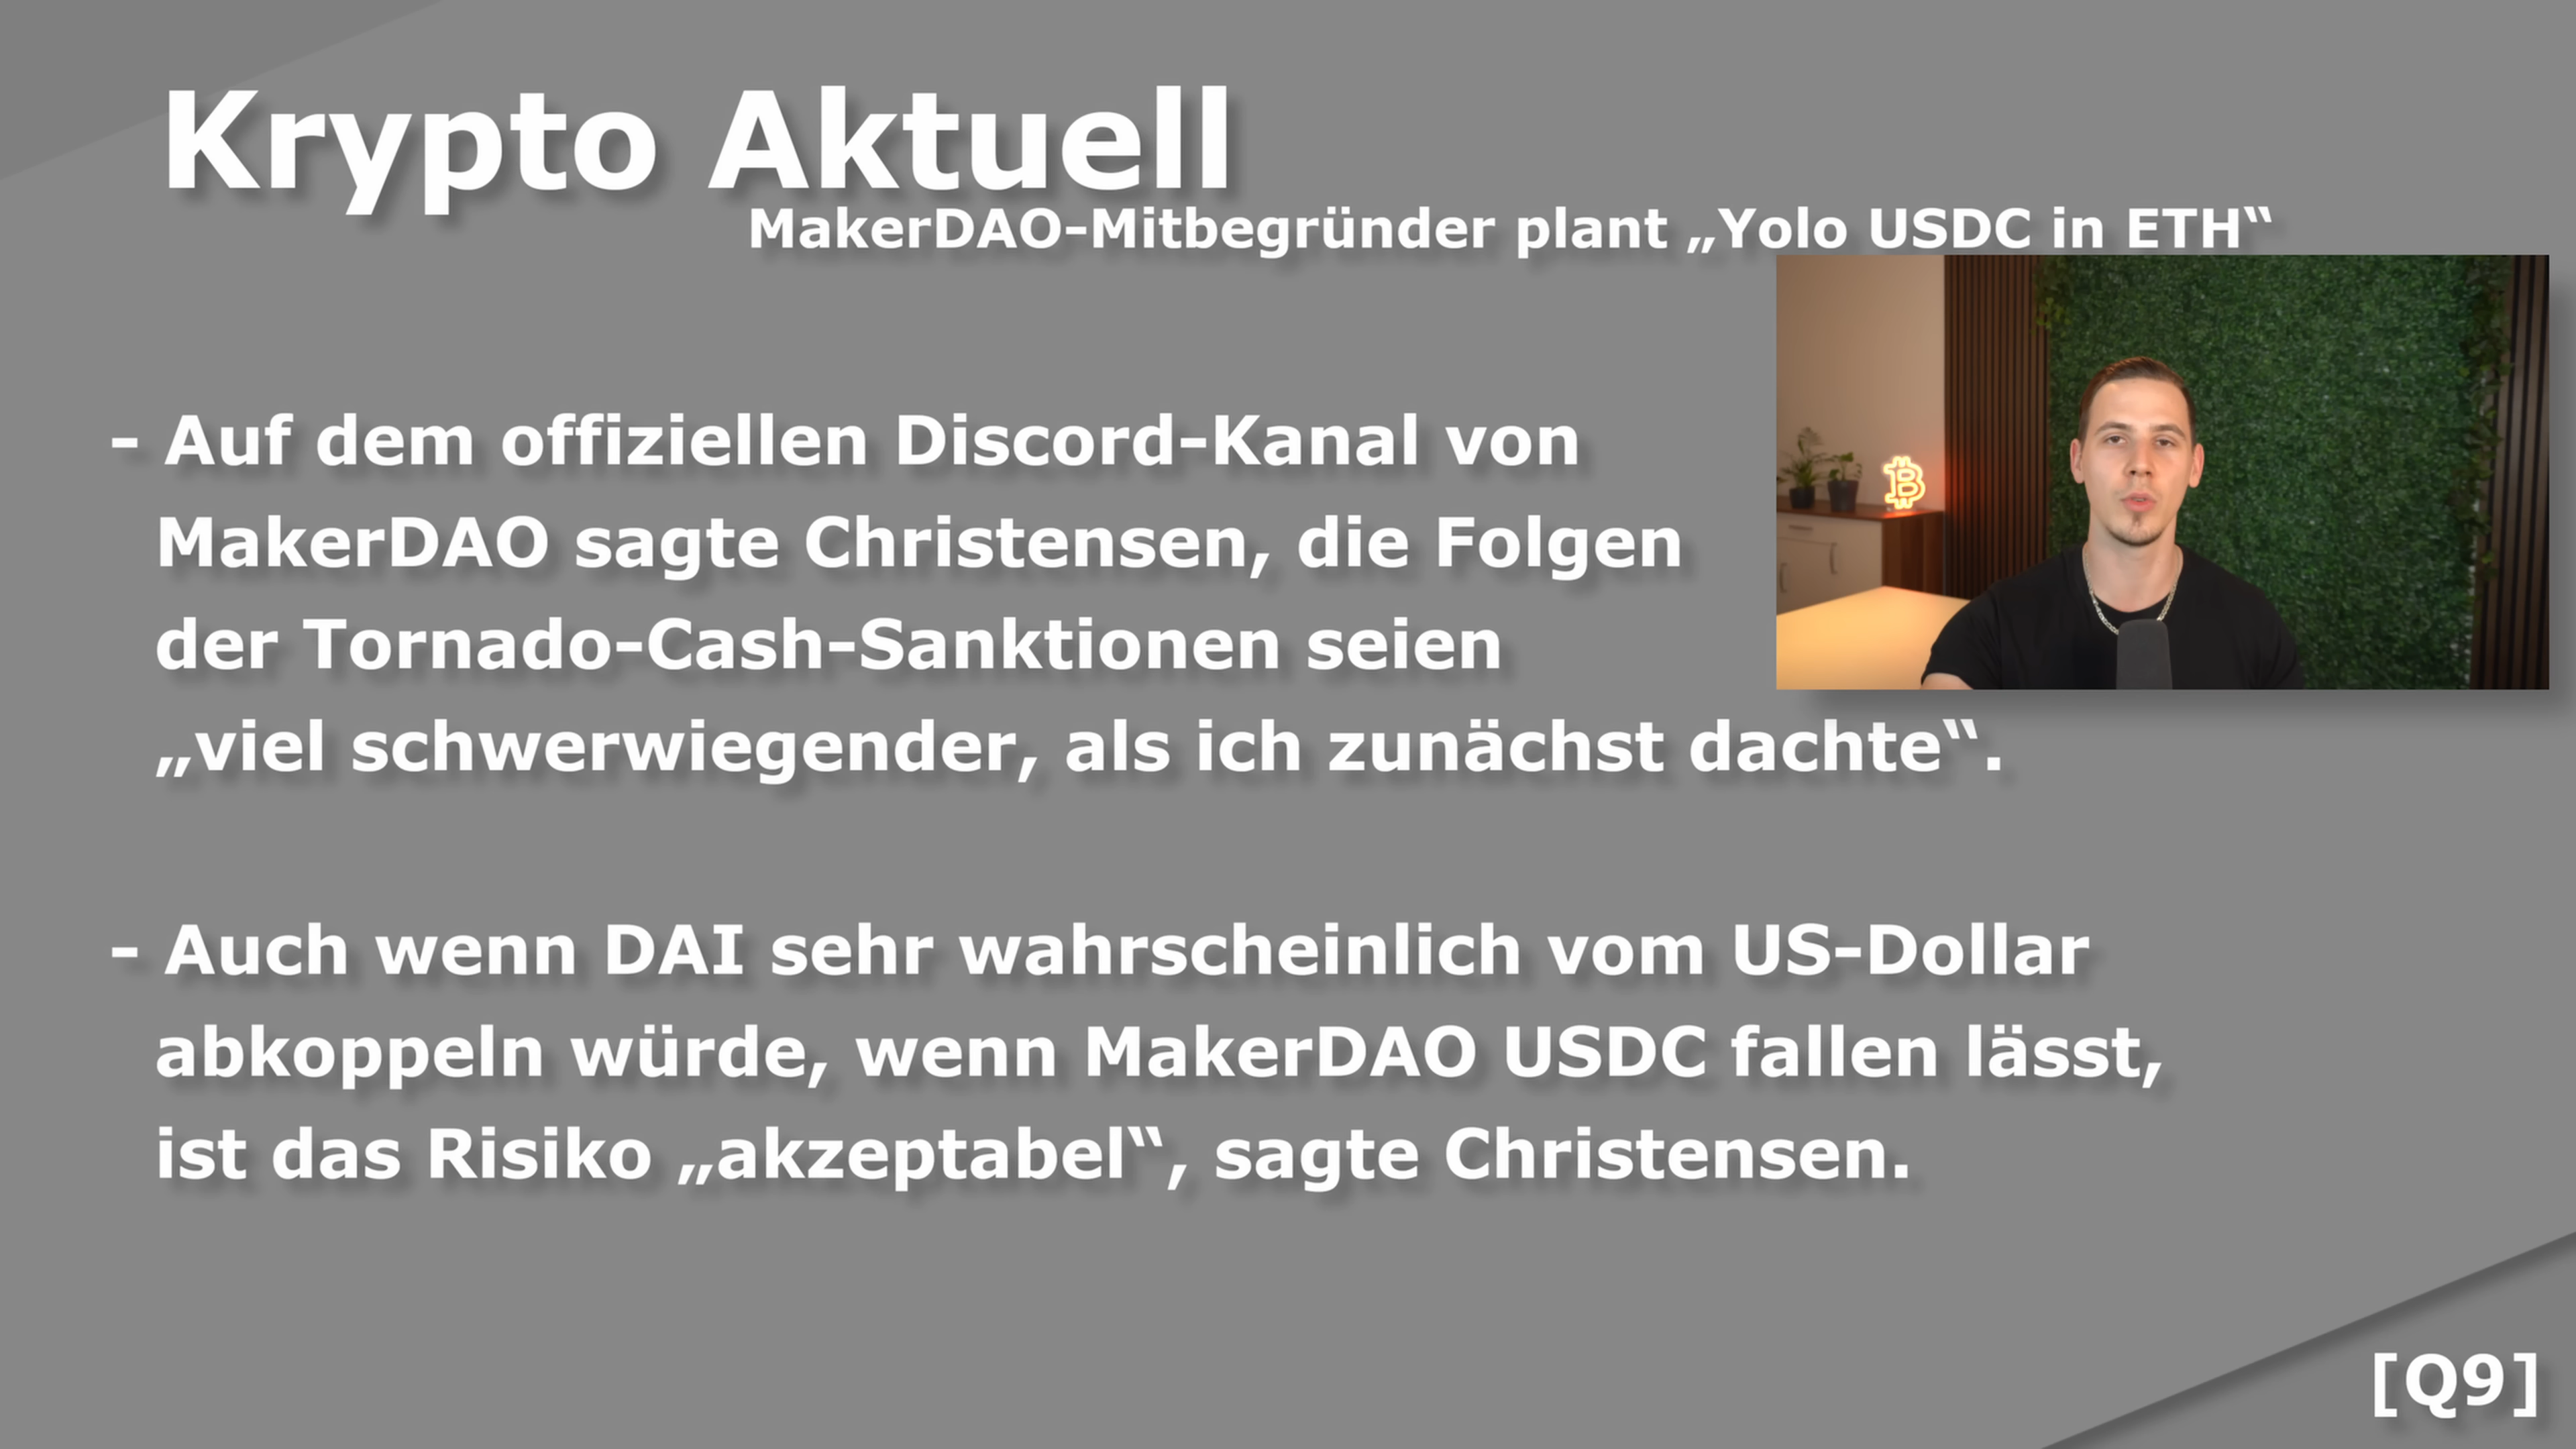 Krypto Aktuell
MakerDAO-Mitbegründer plant „Yolo USDC in ETH“
- Auf dem offiziellen Discord-Kanal von
MakerDAO sagte Christensen, die Folgen
der Tornado-Cash-Sanktionen seien
„viel schwerwiegender, als ich zunächst dachte“.
- Auch wenn DAI sehr wahrscheinlich vom US-Dollar
abkoppeln würde, wenn MakerDAO USDC fallen lässt,
ist das Risiko „akzeptabel“, sagte Christensen.
[Q9]